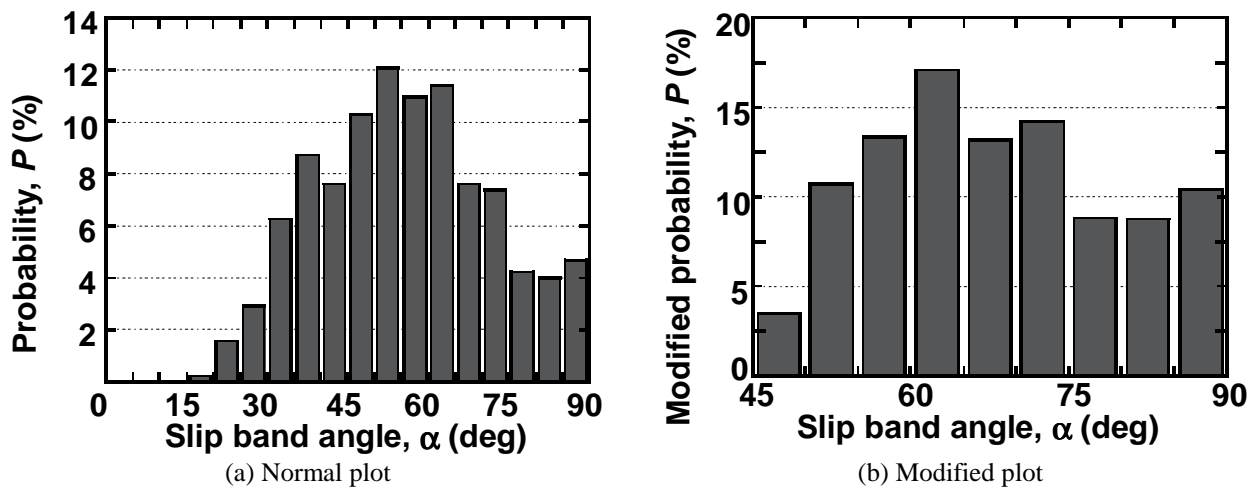 Probability, P (%)
14
12
10
8
6
4
2
0 15 30 45 60 75 90
Slip band angle, α (deg)
(a) Normal plot
Modified probability, P (%)
20
15
10
5
0
45 60 75 90
Slip band angle, α (deg)
(b) Modified plot